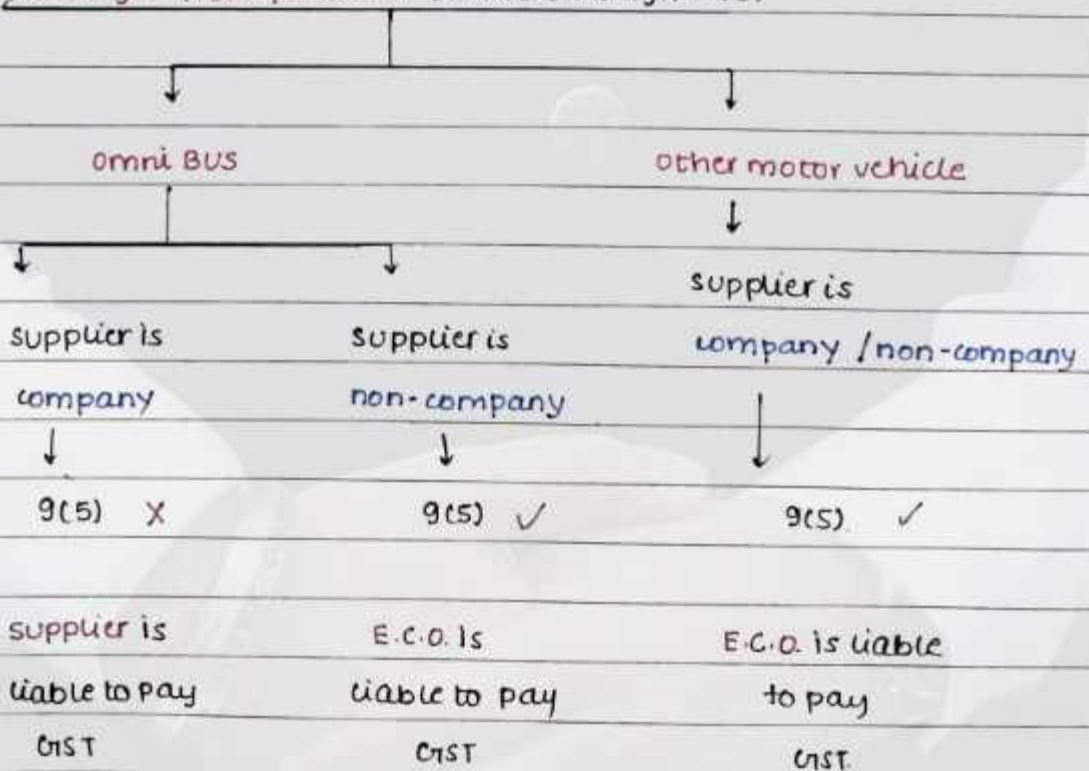 omni BUS
other motor vehicle
supplier is
company
9(5) X
supplier is
liable to pay
GST
supplier is
non-company
9(5) ✓
E.C.O. is
liable to pay
GST
supplier is
company / non-company
9(5) ✓
E.C.O. is liable
to pay
GST.